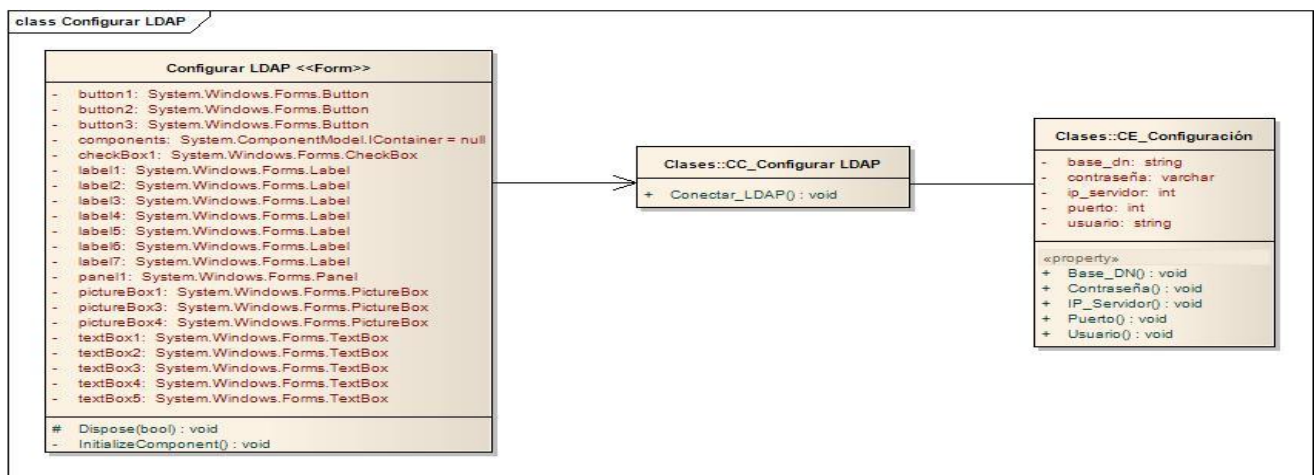 class Configurar LDAP
Configurar LDAP <<Form>>
- button1: System.Windows.Forms.Button
- button2: System.Windows.Forms.Button
- button3: System.Windows.Forms.Button
- components: System.ComponentModel.IContainer = null
- checkBox1: System.Windows.Forms.CheckBox
- label1: System.Windows.Forms.Label
- label2: System.Windows.Forms.Label
- label3: System.Windows.Forms.Label
- label4: System.Windows.Forms.Label
- label5: System.Windows.Forms.Label
- label6: System.Windows.Forms.Label
- label7: System.Windows.Forms.Label
- panel1: System.Windows.Forms.Panel
- pictureBox1: System.Windows.Forms.PictureBox
- pictureBox3: System.Windows.Forms.PictureBox
- pictureBox4: System.Windows.Forms.PictureBox
- textBox1: System.Windows.Forms.TextBox
- textBox2: System.Windows.Forms.TextBox
- textBox3: System.Windows.Forms.TextBox
- textBox4: System.Windows.Forms.TextBox
- textBox5: System.Windows.Forms.TextBox
# Dispose(bool) : void
- InitializeComponent() : void
Clases::CC_Configurar LDAP
+ Conectar_LDAP() : void
Clases::CE_Configuración
- base_dn: string
- contraseña: varchar
- ip_servidor: int
- puerto: int
- usuario: string
«property»
+ Base_DN() : void
+ Contraseña() : void
+ IP_Servidor() : void
+ Puerto() : void
+ Usuario() : void